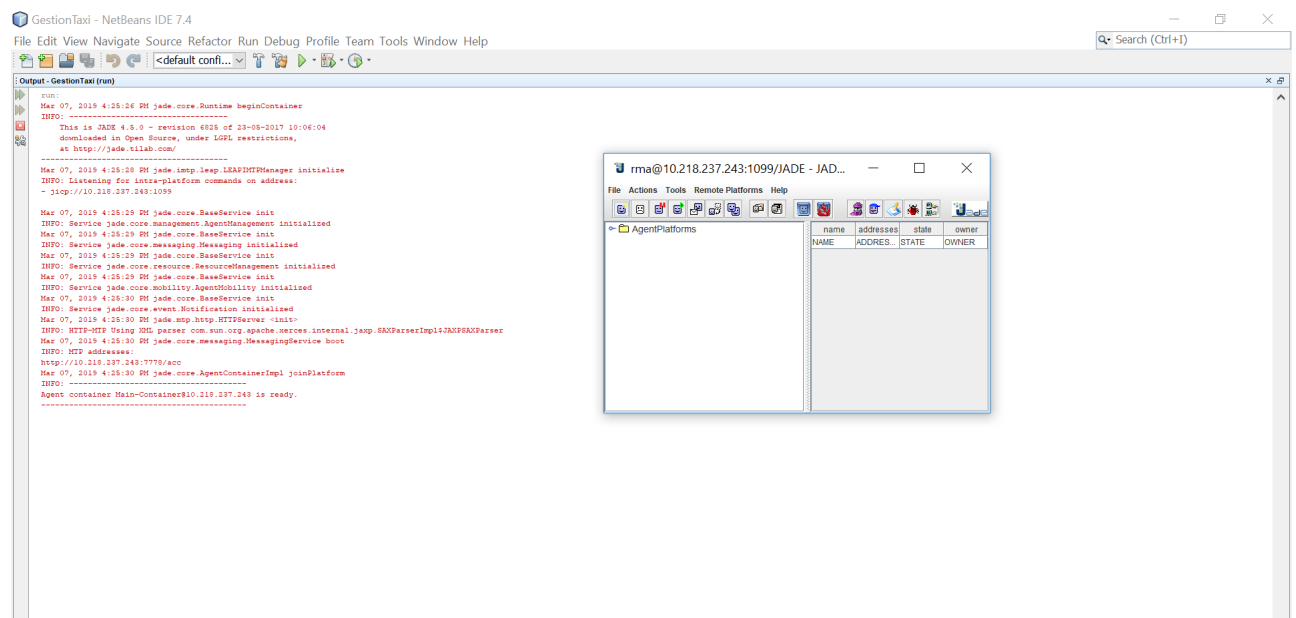 GestionTaxi - NetBeans IDE 7.4
File Edit View Navigate Source Refactor Run Debug Profile Team Tools Window Help
Search (Ctrl+I)
<default confi...
Output - GestionTaxi (run)
run:
Mar 07, 2019 4:25:26 PM jade.core.Runtime beginContainer
INFO: ----------------------------------
This is JADE 4.5.0 - revision 6825 of 23-05-2017 10:06:04
downloaded in Open Source, under LGPL restrictions,
at http://jade.tilab.com/
----------------------------------------
Mar 07, 2019 4:25:28 PM jade.imtp.leap.LEAPIMTPManager initialize
INFO: Listening for intra-platform commands on address:
- jicp://10.218.237.243:1099
Mar 07, 2019 4:25:29 PM jade.core.BaseService init
INFO: Service jade.core.management.AgentManagement initialized
Mar 07, 2019 4:25:29 PM jade.core.BaseService init
INFO: Service jade.core.messaging.Messaging initialized
Mar 07, 2019 4:25:29 PM jade.core.BaseService init
INFO: Service jade.core.resource.ResourceManagement initialized
Mar 07, 2019 4:25:29 PM jade.core.BaseService init
INFO: Service jade.core.mobility.AgentMobility initialized
Mar 07, 2019 4:25:30 PM jade.core.BaseService init
INFO: Service jade.core.event.Notification initialized
Mar 07, 2019 4:25:30 PM jade.mtp.http.HTTPServer <init>
INFO: HTTP-MTP Using XML parser com.sun.org.apache.xerces.internal.jaxp.SAXParserImpl$JAXPSAXParser
Mar 07, 2019 4:25:30 PM jade.core.messaging.MessagingService boot
INFO: MTP addresses:
http://10.218.237.243:7778/acc
Mar 07, 2019 4:25:30 PM jade.core.AgentContainerImpl joinPlatform
INFO: --------------------------------------
Agent container Main-Container@10.218.237.243 is ready.
--------------------------------------------
rma@10.218.237.243:1099/JADE - JAD...
File Actions Tools Remote Platforms Help
Jade
AgentPlatforms
name addresses state owner
NAME ADDRES... STATE OWNER